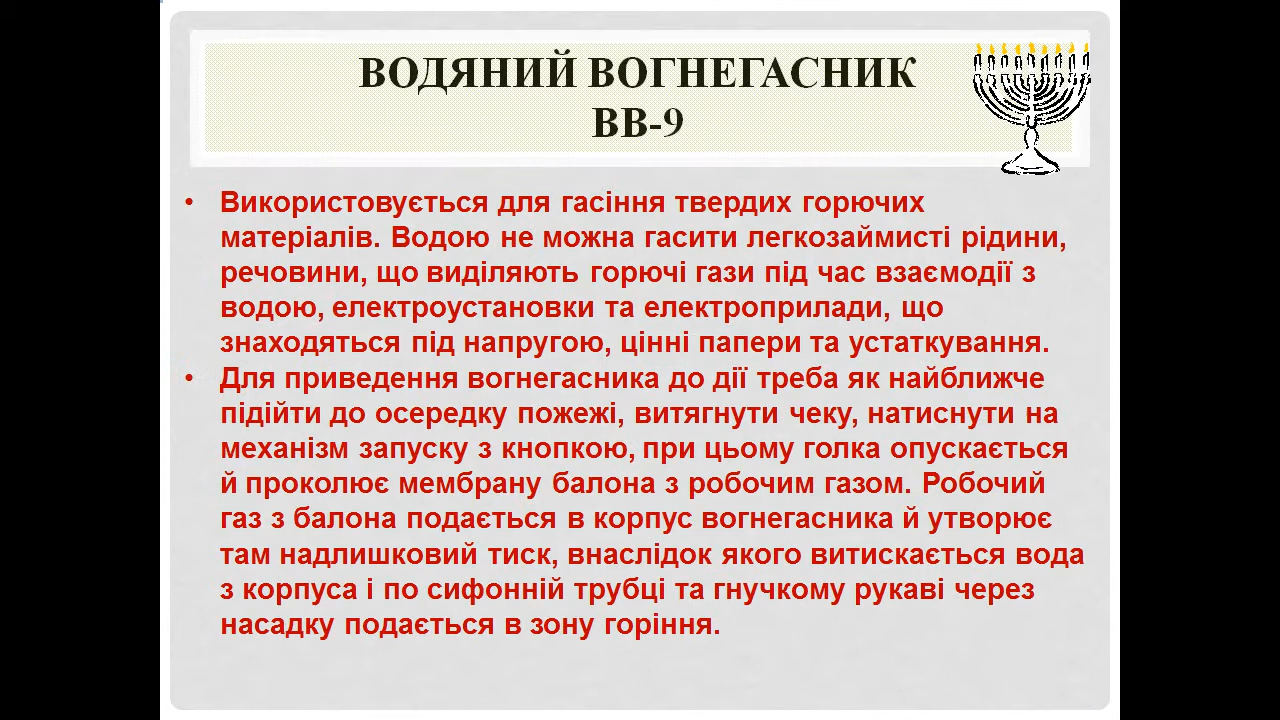 ВОДЯНИЙ ВОГНЕГАСНИК
ВВ-9
• Використовується для гасіння твердих горючих
матеріалів. Водою не можна гасити легкозаймисті рідини,
речовини, що виділяють горючі гази під час взаємодії з
водою, електроустановки та електроприлади, що
знаходяться під напругою, цінні папери та устаткування.
• Для приведення вогнегасника до дії треба як найближче
підійти до осередку пожежі, витягнути чеку, натиснути на
механізм запуску з кнопкою, при цьому голка опускається
й проколює мембрану балона з робочим газом. Робочий
газ з балона подається в корпус вогнегасника й утворює
там надлишковий тиск, внаслідок якого витискається вода
з корпуса і по сифонній трубці та гнучкому рукаві через
насадку подається в зону горіння.